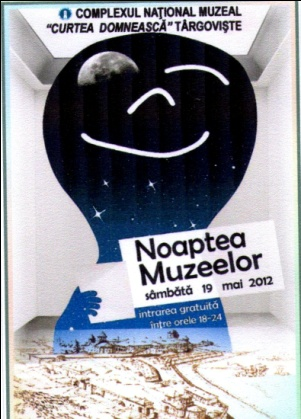 COMPLEXUL NAȚIONAL MUZEAL
"CURTEA DOMNEASCĂ" TÂRGOVIȘTE
Noaptea
Muzeelor
sâmbătă 19 mai 2012
intrarea gratuită
între orele 18-24